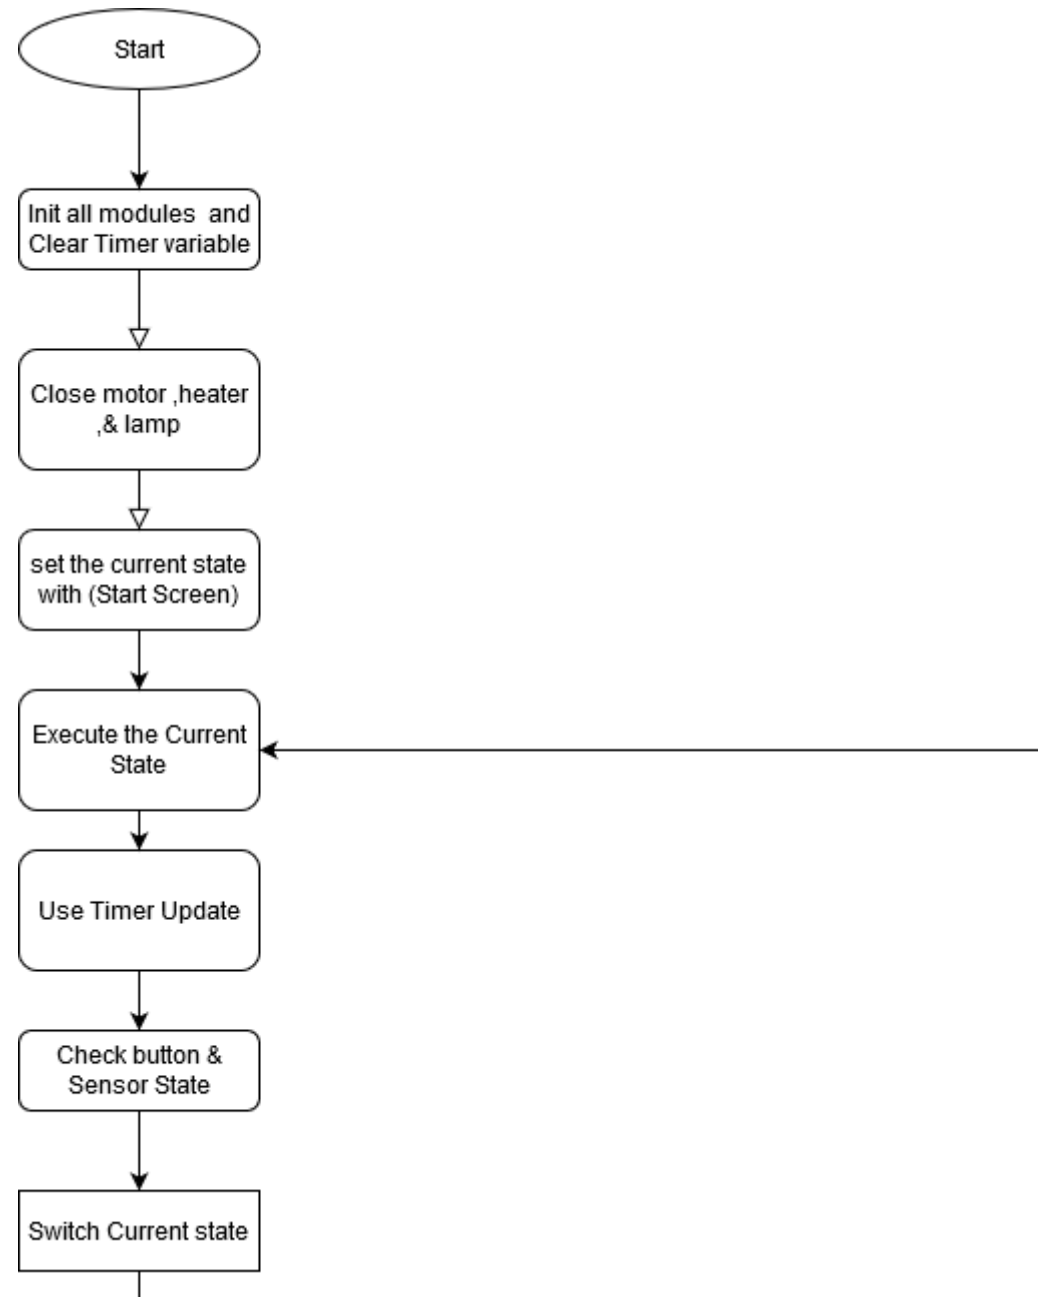 Start
Init all modules  and
Clear Timer variable
Close motor ,heater
,& lamp
set the current state
with (Start Screen)
Execute the Current
State
Use Timer Update
Check button &
Sensor State
Switch Current state